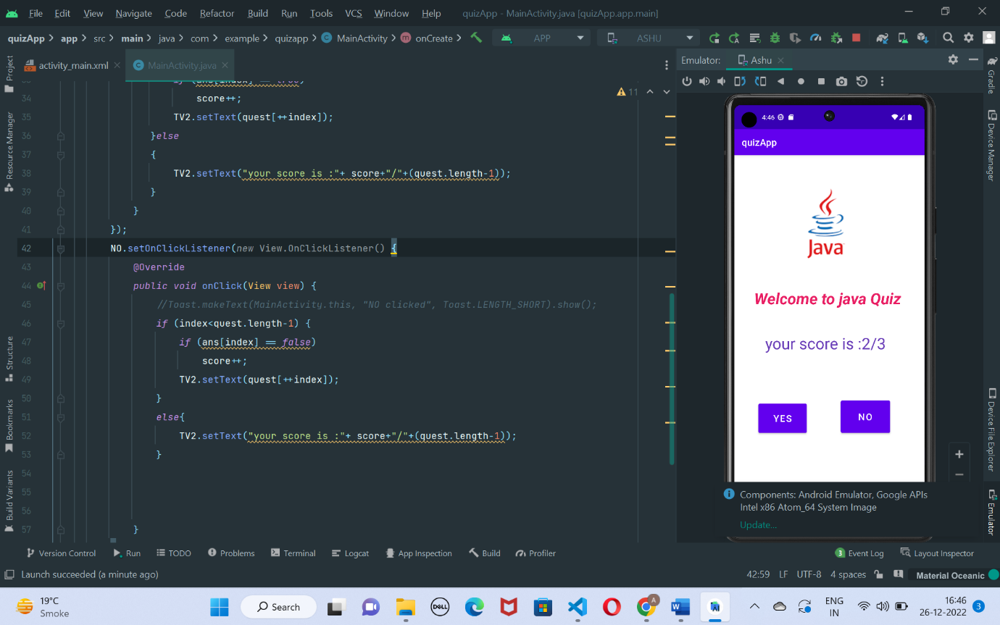 File Edit View Navigate Code Refactor Build Run Tools VCS Window Help quizApp - MainActivity.java [quizApp.app.main]
quizApp > app > src > main > java > com > example > quizapp > MainActivity > onCreate > APP ASHU
activity_main.xml MainActivity.java
Emulator: Ashu
Project
Resource Manager
Structure
Bookmarks
Build Variants
11
34 score++;
35 TV2.setText(quest[++index]);
36 }else
37 {
38 TV2.setText("your score is :"+ score+"/"+(quest.length-1));
39 }
40 }
41 });
42 NO.setOnClickListener(new View.OnClickListener() {
43 @Override
44 public void onClick(View view) {
45 //Toast.makeText(MainActivity.this, "NO clicked", Toast.LENGTH_SHORT).show();
46 if (index<quest.length-1) {
47 if (ans[index] == false)
48 score++;
49 TV2.setText(quest[++index]);
50 }
51 else{
52 TV2.setText("your score is :"+ score+"/"+(quest.length-1));
53 }
54
55
56
57 }
4:46
quizApp
Java
Welcome to java Quiz
your score is :2/3
YES NO
Components: Android Emulator, Google APIs
Intel x86 Atom_64 System Image
Update...
Gradle
Device Manager
Device File Explorer
Emulator
Version Control Run TODO Problems Terminal Logcat App Inspection Build Profiler 3 Event Log Layout Inspector
Launch succeeded (a minute ago) 42:59 LF UTF-8 4 spaces Material Oceanic
19°C
Smoke
Search
DELL
A
ENG
IN
16:46
26-12-2022
3